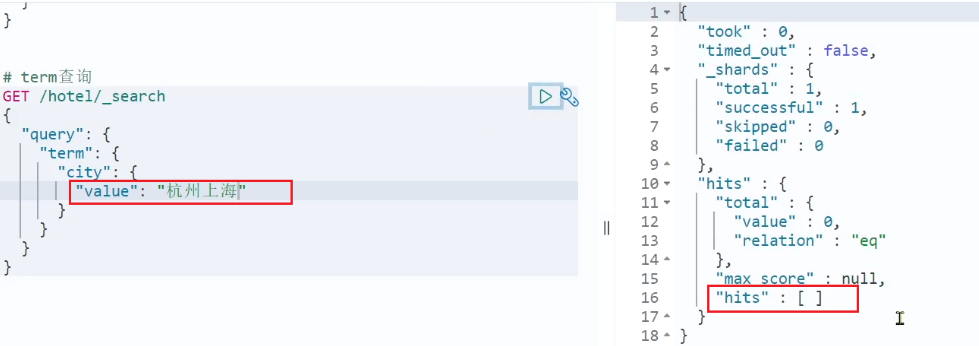 }
}
# term查询
GET /hotel/_search
{
"query": {
"term": {
"city": {
"value": "杭州上海"
}
}
}
}
1 {
2 "took" : 0,
3 "timed_out" : false,
4 "_shards" : {
5 "total" : 1,
6 "successful" : 1,
7 "skipped" : 0,
8 "failed" : 0
9 },
10 "hits" : {
11 "total" : {
12 "value" : 0,
13 "relation" : "eq"
14 },
15 "max_score" : null,
16 "hits" : [ ]
17 }
18 }